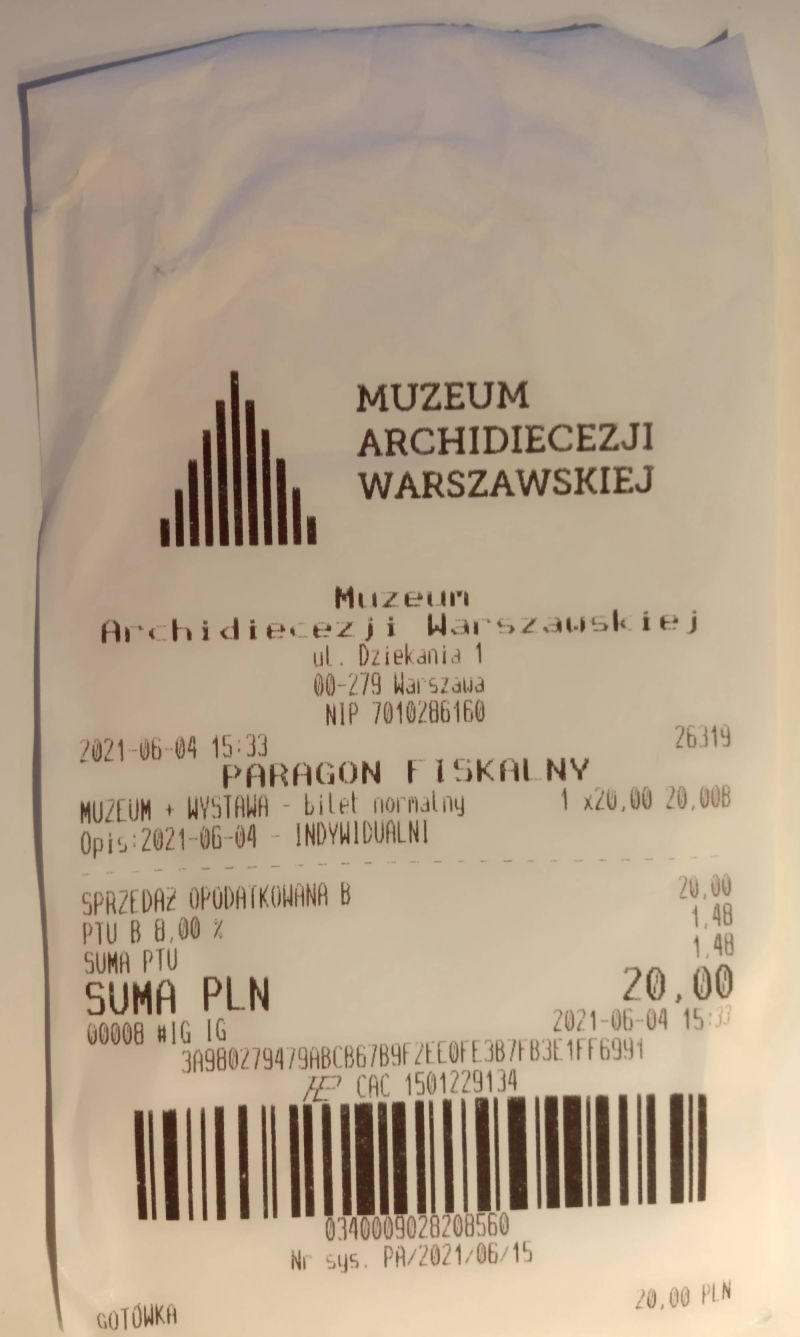 MUZEUM
ARCHIDIECEZJI
WARSZAWSKIEJ
Muzeum
Archidiecezji Warszawskiej
ul. Dziekania 1
00-279 Warszawa
NIP 7010286160
2021-06-04 15:33 26319
PARAGON FISKALNY
MUZEUM + WYSTAWA - bilet normalny 1 x20,00 20,00B
Opis:2021-06-04 - INDYWIDUALNI
SPRZEDAŻ OPODATKOWANA B 20,00
PTU B 8,00 % 1,48
SUMA PTU 1,48
SUMA PLN 20,00
00008 #IG IG 2021-06-04 15:33
3A980279479ABCB67B9F2EE0FE3B7FB3E1FF6991
CAC 1501229134
0340009028208560
Nr sys. PA/2021/06/15
GOTÓWKA 20,00 PLN